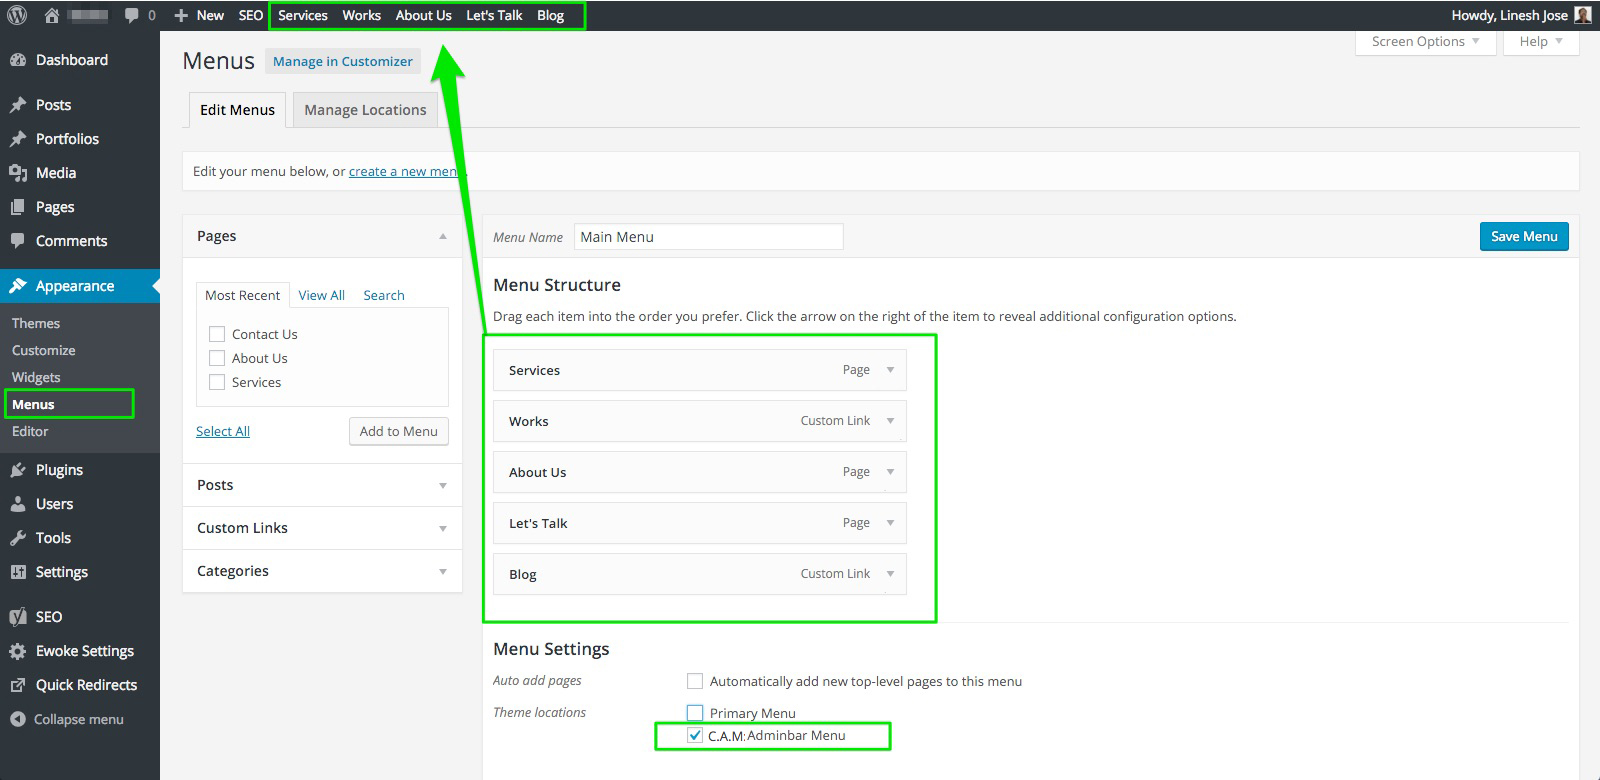 0 New SEO Services Works About Us Let's Talk Blog Howdy, Linesh Jose
Screen Options Help
Dashboard
Posts
Portfolios
Media
Pages
Comments
Appearance
Themes
Customize
Widgets
Menus
Editor
Plugins
Users
Tools
Settings
SEO
Ewoke Settings
Quick Redirects
Collapse menu
Menus Manage in Customizer
Edit Menus Manage Locations
Edit your menu below, or create a new menu.
Pages
Most Recent View All Search
Contact Us
About Us
Services
Select All Add to Menu
Posts
Custom Links
Categories
Menu Name Main Menu Save Menu
Menu Structure
Drag each item into the order you prefer. Click the arrow on the right of the item to reveal additional configuration options.
Services Page
Works Custom Link
About Us Page
Let's Talk Page
Blog Custom Link
Menu Settings
Auto add pages Automatically add new top-level pages to this menu
Theme locations Primary Menu
C.A.M: Adminbar Menu